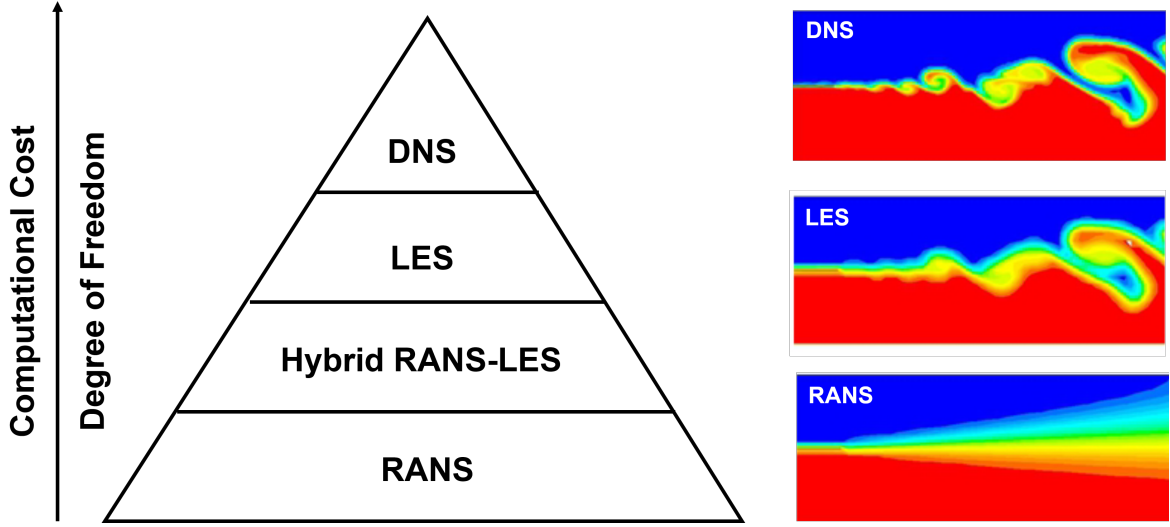 Computational Cost
Degree of Freedom
DNS
LES
Hybrid RANS-LES
RANS
DNS
LES
RANS